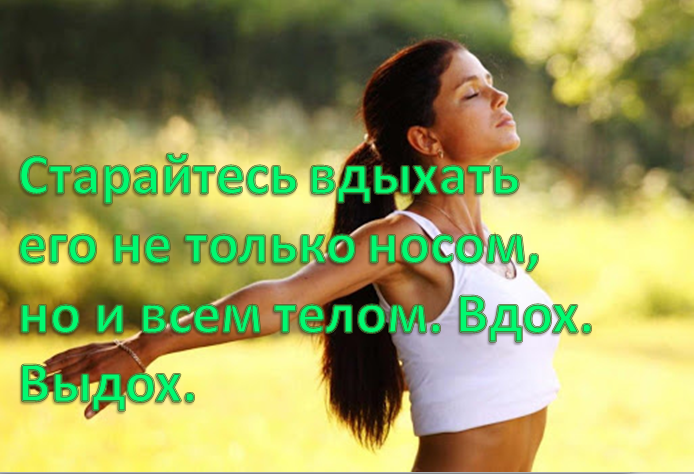 Старайтесь вдыхать
его не только носом,
но и всем телом. Вдох.
Выдох.